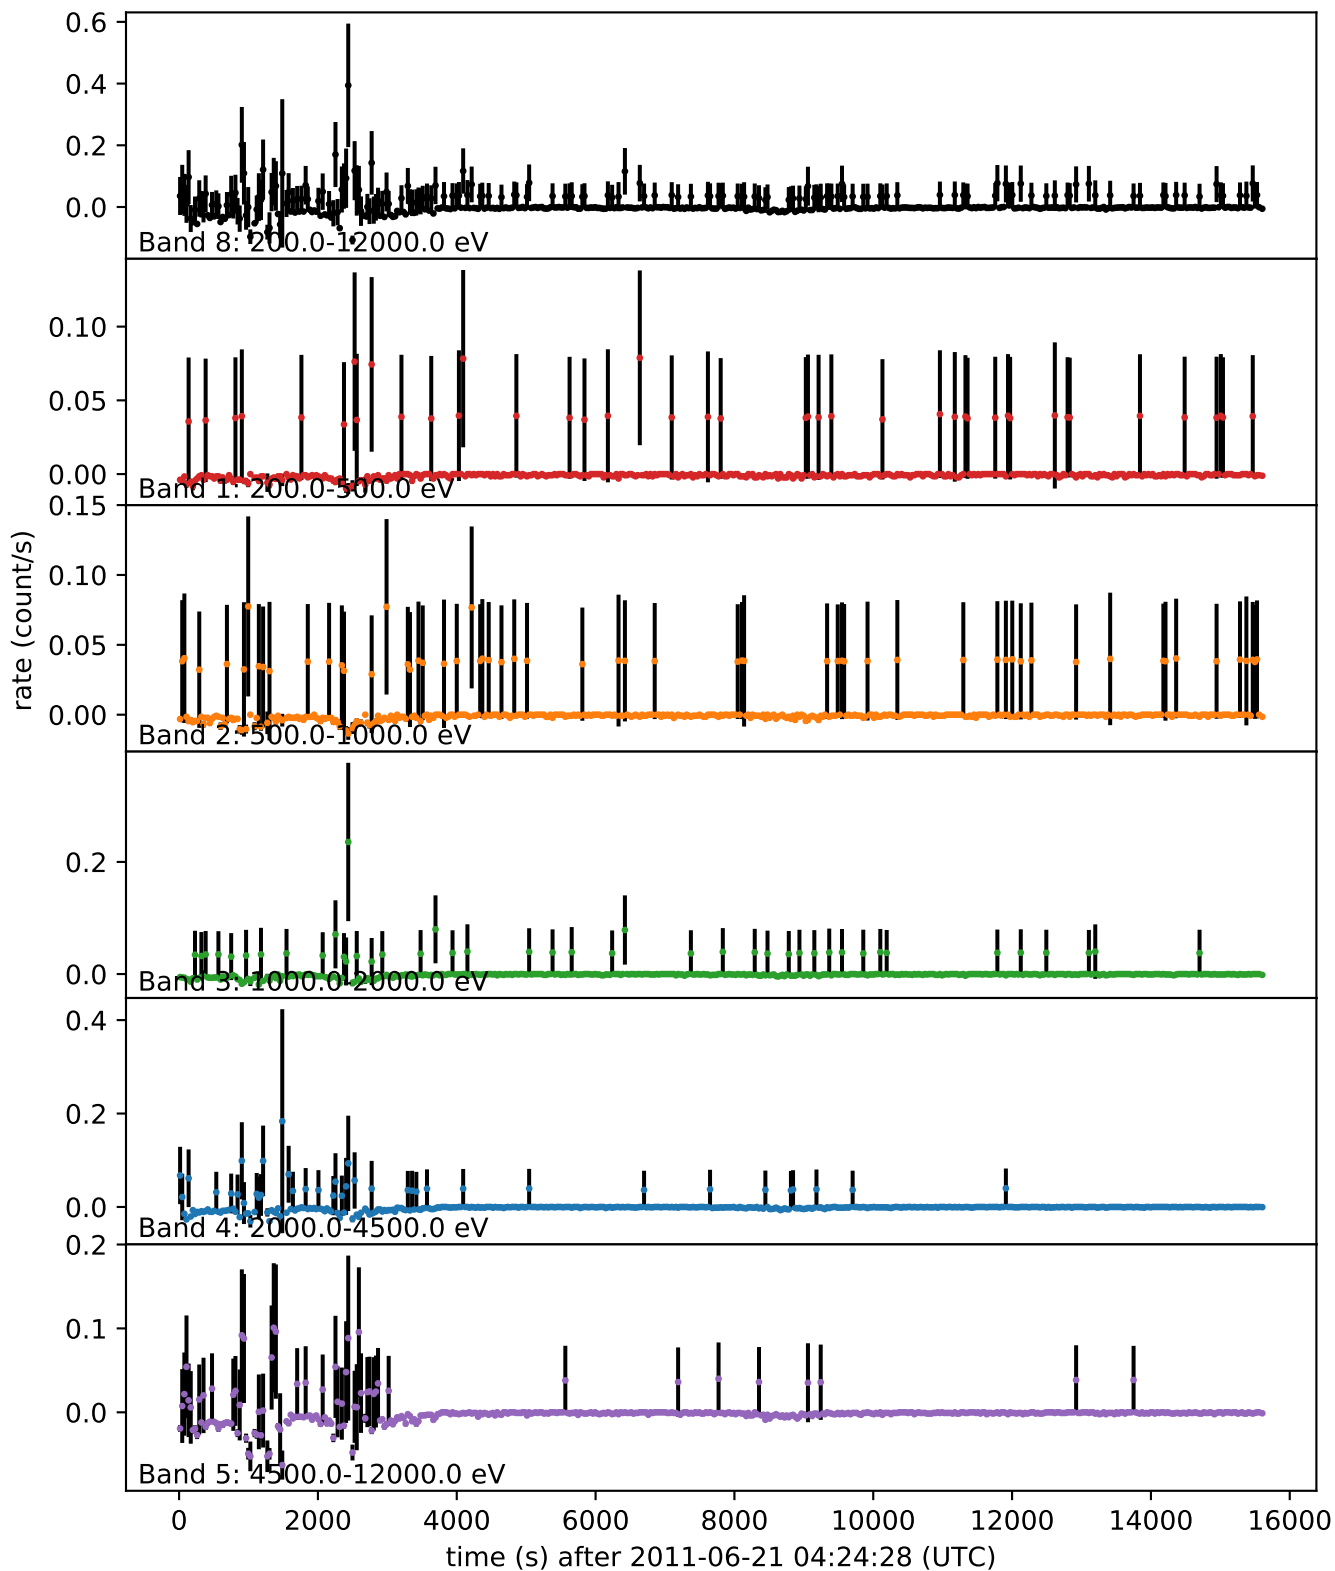 0.6
0.4
0.2
0.0
Band 8: 200.0-12000.0 eV
0.10
0.05
0.00
Band 1: 200.0-500.0 eV
0.15
0.10
0.05
0.00
Band 2: 500.0-1000.0 eV
rate (count/s)
0.2
0.0
Band 3: 1000.0-2000.0 eV
0.4
0.2
0.0
Band 4: 2000.0-4500.0 eV
0.2
0.1
0.0
Band 5: 4500.0-12000.0 eV
0 2000 4000 6000 8000 10000 12000 14000 16000
time (s) after 2011-06-21 04:24:28 (UTC)